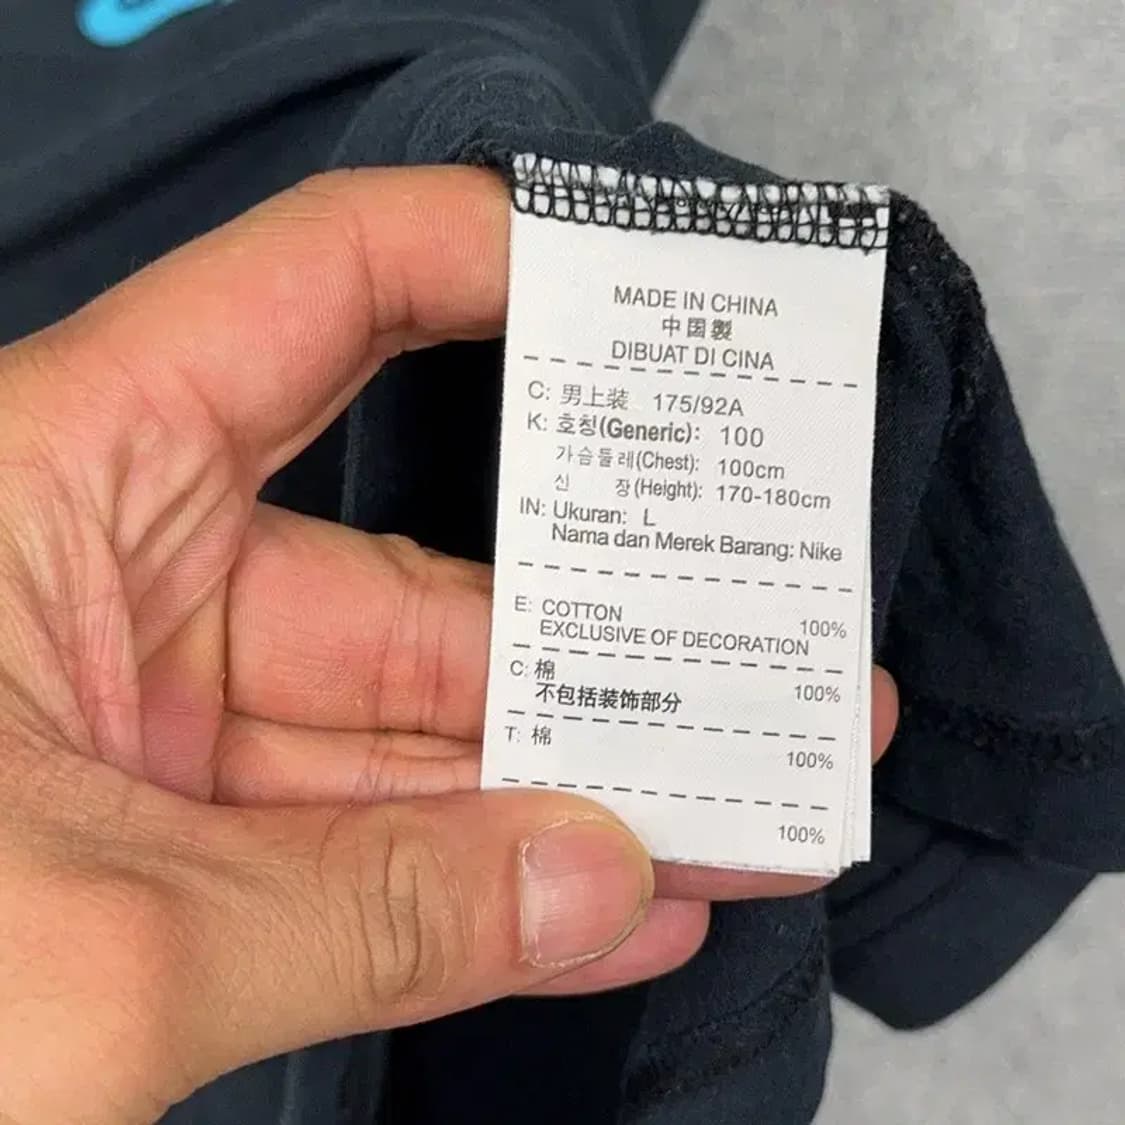 MADE IN CHINA
中国製
DIBUAT DI CINA
C: 男上装 175/92A
K: 호칭(Generic): 100
가슴둘레(Chest): 100cm
신 장(Height): 170-180cm
IN: Ukuran: L
Nama dan Merek Barang: Nike
E: COTTON 100%
EXCLUSIVE OF DECORATION
C: 棉 100%
不包括装饰部分
T: 棉 100%
100%